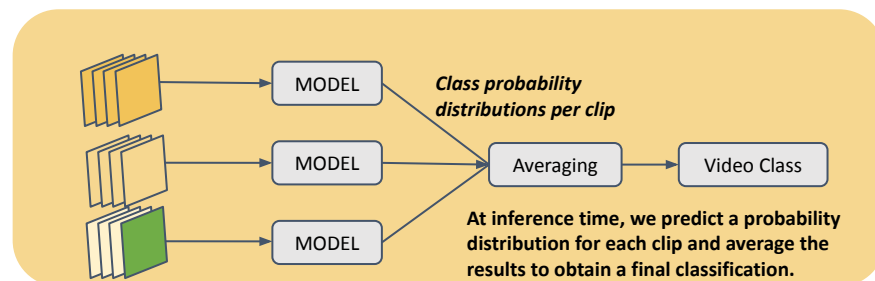 MODEL
Class probability
distributions per clip
MODEL
Averaging
Video Class
MODEL
At inference time, we predict a probability
distribution for each clip and average the
results to obtain a final classification.